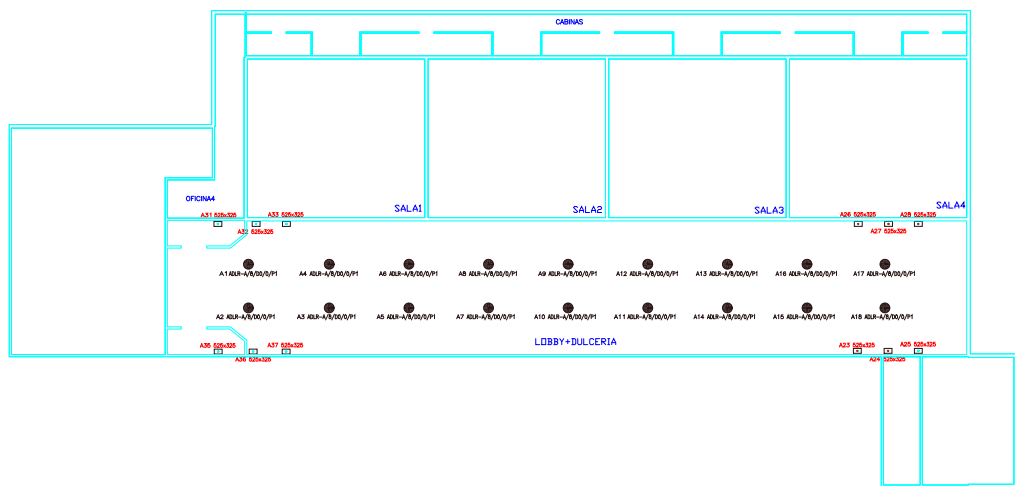 CABINAS
OFICINA4
SALA1
SALA2
SALA3
SALA4
A31 525x325
A33 525x325
A26 525x325
A28 525x325
A32 525x325
A27 525x325
A1 ADLR-A/B/D0/0/P1
A4 ADLR-A/B/D0/0/P1
A6 ADLR-A/B/D0/0/P1
A8 ADLR-A/B/D0/0/P1
A9 ADLR-A/B/D0/0/P1
A12 ADLR-A/B/D0/0/P1
A13 ADLR-A/B/D0/0/P1
A16 ADLR-A/B/D0/0/P1
A17 ADLR-A/B/D0/0/P1
A2 ADLR-A/B/D0/0/P1
A3 ADLR-A/B/D0/0/P1
A5 ADLR-A/B/D0/0/P1
A7 ADLR-A/B/D0/0/P1
A10 ADLR-A/B/D0/0/P1
A11 ADLR-A/B/D0/0/P1
A14 ADLR-A/B/D0/0/P1
A15 ADLR-A/B/D0/0/P1
A18 ADLR-A/B/D0/0/P1
LOBBY+DULCERIA
A35 525x325
A37 525x325
A23 525x325
A25 525x325
A36 525x325
A24 525x325